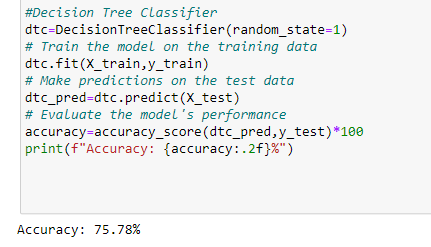 #Decision Tree Classifier
dtc=DecisionTreeClassifier(random_state=1)
# Train the model on the training data
dtc.fit(X_train,y_train)
# Make predictions on the test data
dtc_pred=dtc.predict(X_test)
# Evaluate the model's performance
accuracy=accuracy_score(dtc_pred,y_test)*100
print(f"Accuracy: {accuracy:.2f}%")
Accuracy: 75.78%